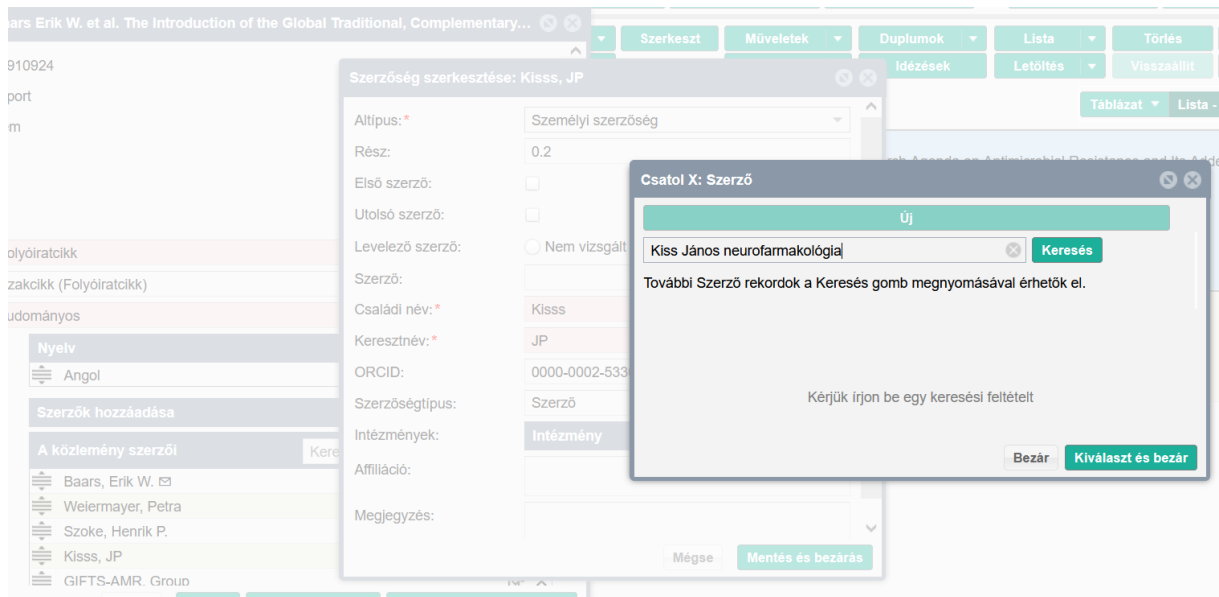 aars Erik W. et al. The Introduction of the Global Traditional, Complementary...
Szerkeszt
Műveletek
Duplumok
Lista
Törlés
Idézések
Letöltés
Visszaállít
Táblázat
Lista -
910924
port
em
Szerzőség szerkesztése: Kisss, JP
Altípus:*
Személyi szerzőség
Rész:
0.2
Első szerző:
Utolsó szerző:
Levelező szerző:
Nem vizsgált
Szerző:
Családi név:*
Kisss
Keresztnév:*
JP
ORCID:
0000-0002-533
Szerzőségtípus:
Szerző
Intézmények:
Intézmény
Affiliáció:
Megjegyzés:
Mégse
Mentés és bezárás
Csatol X: Szerző
Új
Kiss János neurofarmakológia
Keresés
További Szerző rekordok a Keresés gomb megnyomásával érhetők el.
Kérjük írjon be egy keresési feltételt
Bezár
Kiválaszt és bezár
olyóiratcikk
zakcikk (Folyóiratcikk)
udományos
Nyelv
Angol
Szerzők hozzáadása
A közlemény szerzői
Kere
Baars, Erik W.
Weiermayer, Petra
Szoke, Henrik P.
Kisss, JP
GIFTS-AMR, Group